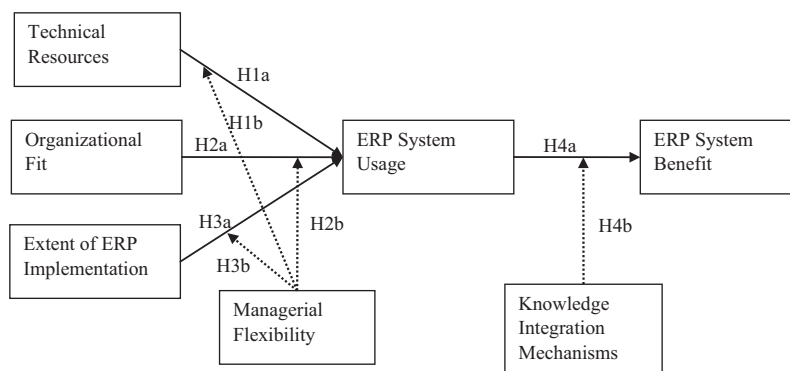 Technical
Resources
H1a
H1b
Organizational
Fit
H2a
ERP System
Usage
H4a
ERP System
Benefit
H3a
H2b
H4b
Extent of ERP
Implementation
H3b
Managerial
Flexibility
Knowledge
Integration
Mechanisms